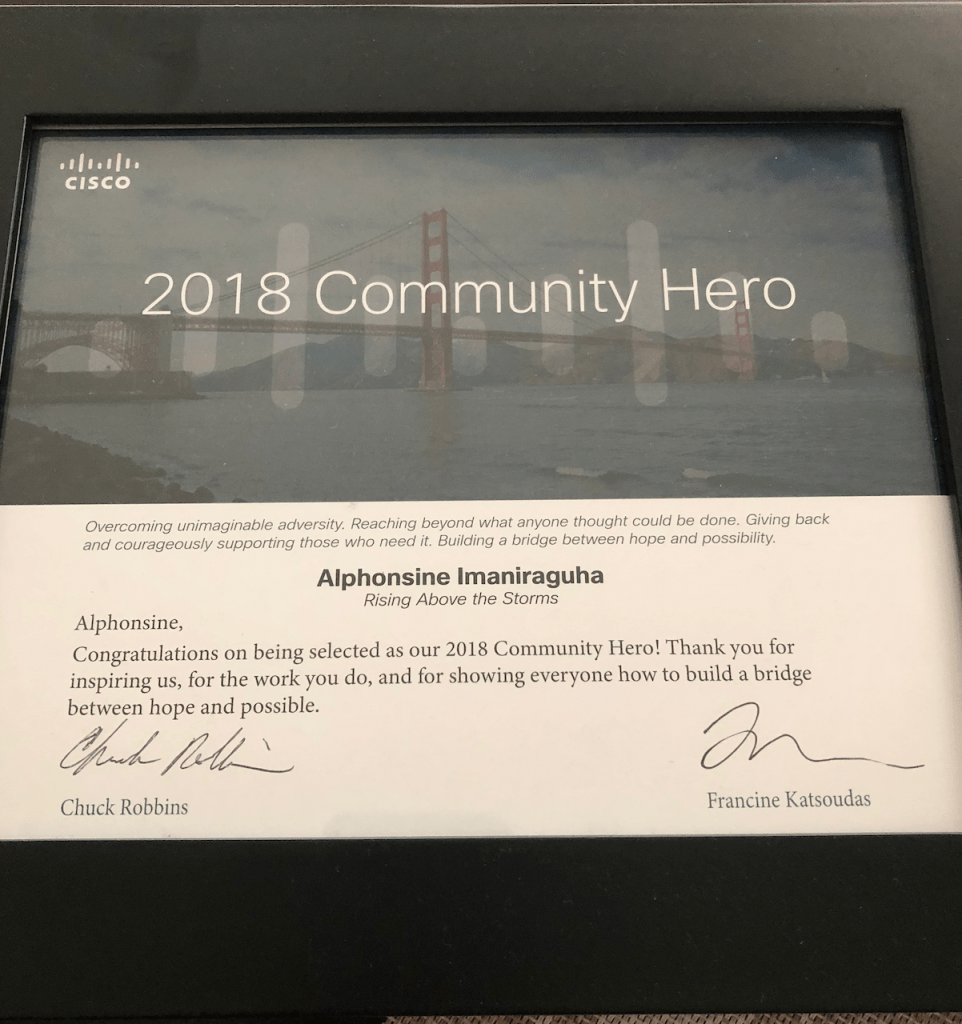 CISCO
2018 Community Hero
Overcoming unimaginable adversity. Reaching beyond what anyone thought could be done. Giving back
and courageously supporting those who need it. Building a bridge between hope and possibility.
Alphonsine Imaniraguha
Rising Above the Storms
Alphonsine,
Congratulations on being selected as our 2018 Community Hero! Thank you for
inspiring us, for the work you do, and for showing everyone how to build a bridge
between hope and possible.
Chuck Robbins
Chuck Robbins
Francine Katsoudas